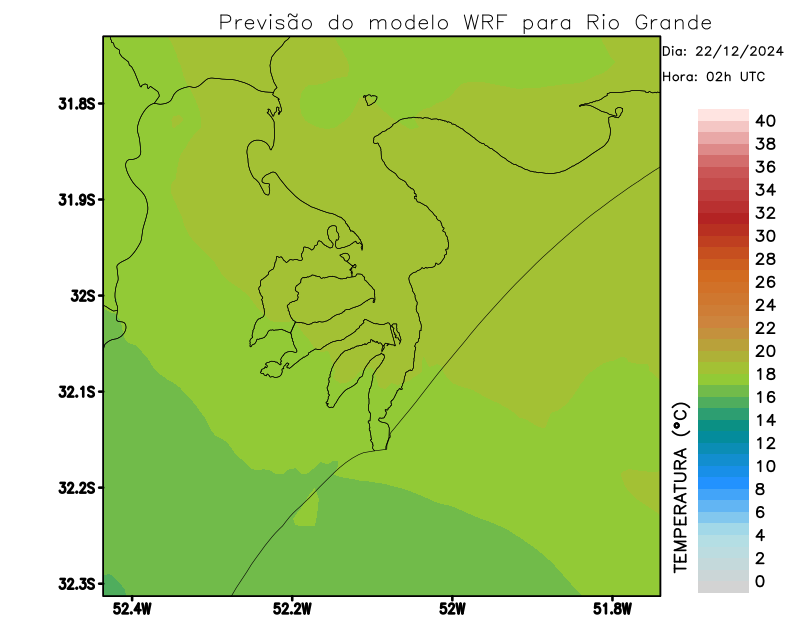 Previsão do modelo WRF para Rio Grande
Dia: 22/12/2024
Hora: 02h UTC
31.8S
31.9S
32S
32.1S
32.2S
32.3S
52.4W
52.2W
52W
51.8W
TEMPERATURA (°C)
40
38
36
34
32
30
28
26
24
22
20
18
16
14
12
10
8
6
4
2
0